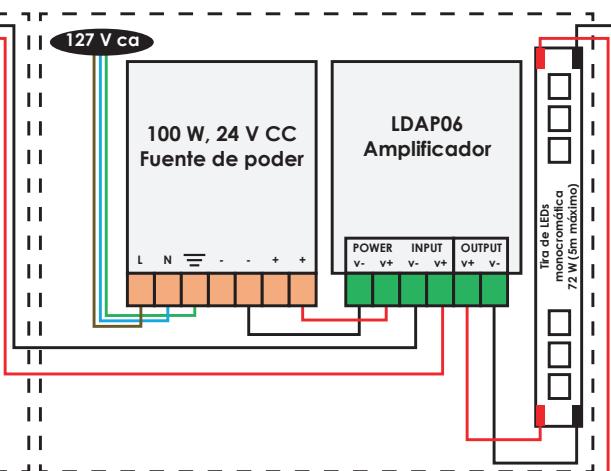 127 V ca
100 W, 24 V CC
Fuente de poder
L N - - + +
LDAP06
Amplificador
POWER INPUT OUTPUT
v- v+ v- v+ v+ v-
Tira de LEDs
monocromática
72 W (5m máximo)